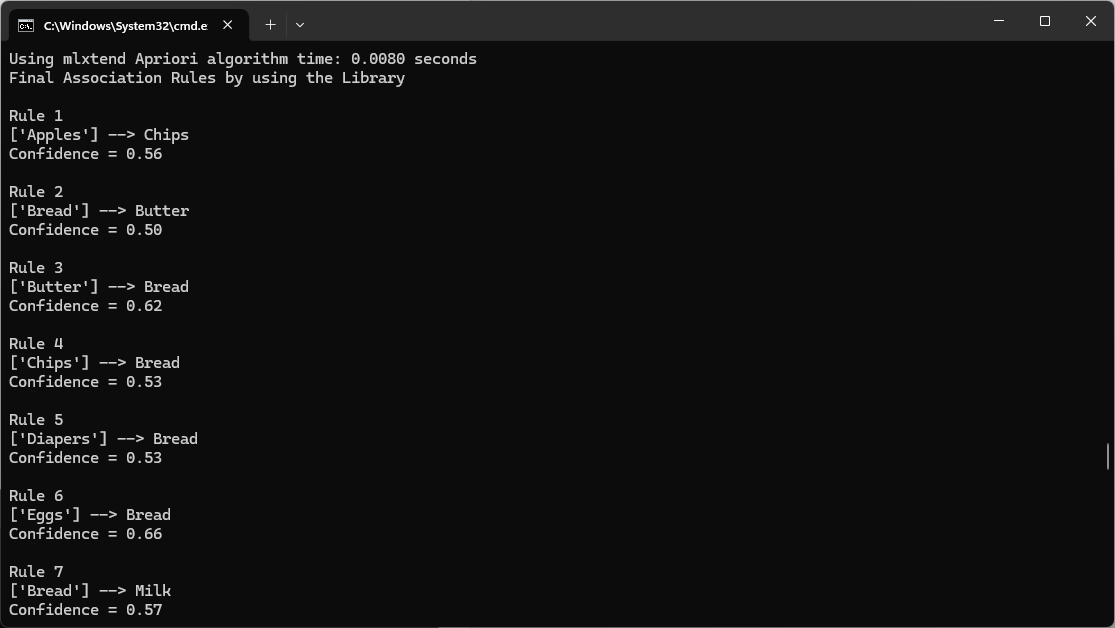 C:\Windows\System32\cmd.e
Using mlxtend Apriori algorithm time: 0.0080 seconds
Final Association Rules by using the Library
Rule 1
['Apples'] --> Chips
Confidence = 0.56
Rule 2
['Bread'] --> Butter
Confidence = 0.50
Rule 3
['Butter'] --> Bread
Confidence = 0.62
Rule 4
['Chips'] --> Bread
Confidence = 0.53
Rule 5
['Diapers'] --> Bread
Confidence = 0.53
Rule 6
['Eggs'] --> Bread
Confidence = 0.66
Rule 7
['Bread'] --> Milk
Confidence = 0.57